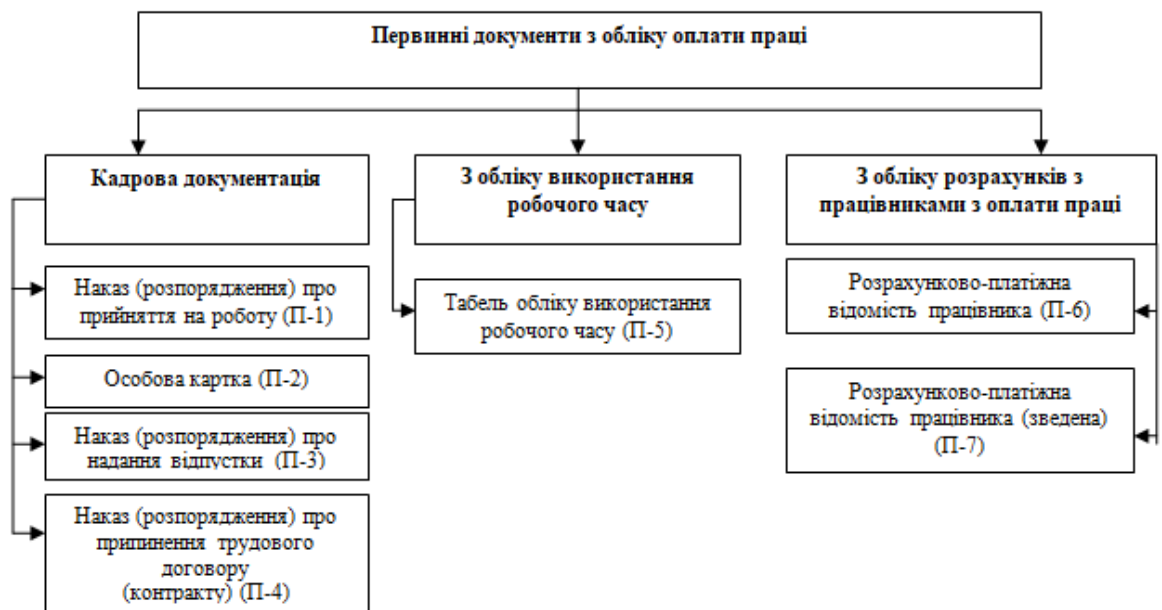 Первинні документи з обліку оплати праці
Кадрова документація
Наказ (розпорядження) про
прийняття на роботу (П-1)
Особова картка (П-2)
Наказ (розпорядження) про
надання відпустки (П-3)
Наказ (розпорядження) про
припинення трудового
договору
(контракту) (П-4)
З обліку використання
робочого часу
Табель обліку використання
робочого часу (П-5)
З обліку розрахунків з
працівниками з оплати праці
Розрахунково-платіжна
відомість працівника (П-6)
Розрахунково-платіжна
відомість працівника (зведена)
(П-7)